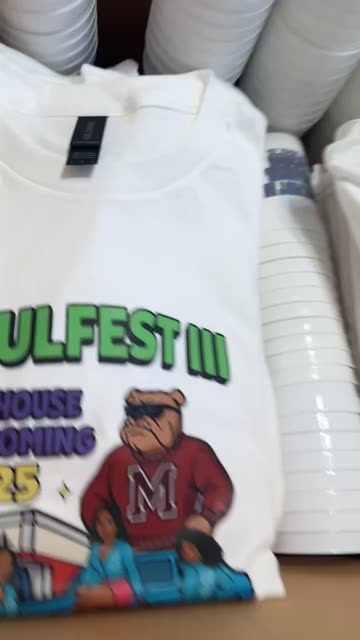 ULFEST III
HOUSE
OMING
25
M